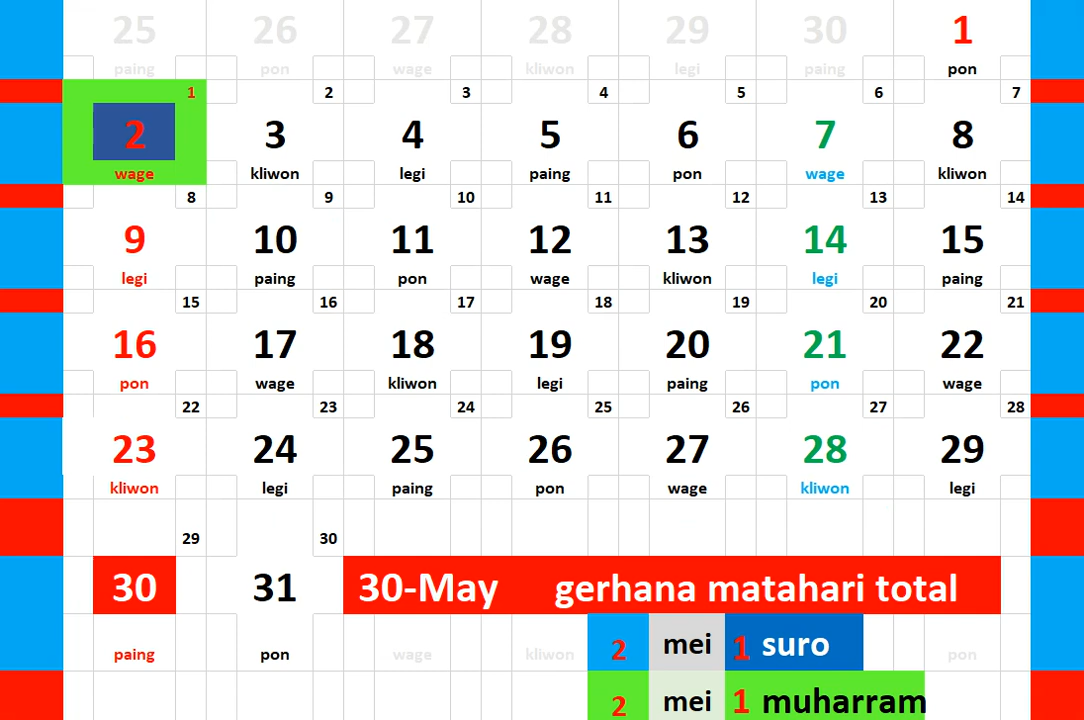 25 26 27 28 29 30 1
paing pon wage kliwon legi paing pon
1 2 3 4 5 6 7
2 3 4 5 6 7 8
wage kliwon legi paing pon wage kliwon
8 9 10 11 12 13 14
9 10 11 12 13 14 15
legi paing pon wage kliwon legi paing
15 16 17 18 19 20 21
16 17 18 19 20 21 22
pon wage kliwon legi paing pon wage
22 23 24 25 26 27 28
23 24 25 26 27 28 29
kliwon legi paing pon wage kliwon legi
29 30
30 31 30-May gerhana matahari total
paing pon wage kliwon pon
2 mei 1 suro
2 mei 1 muharram